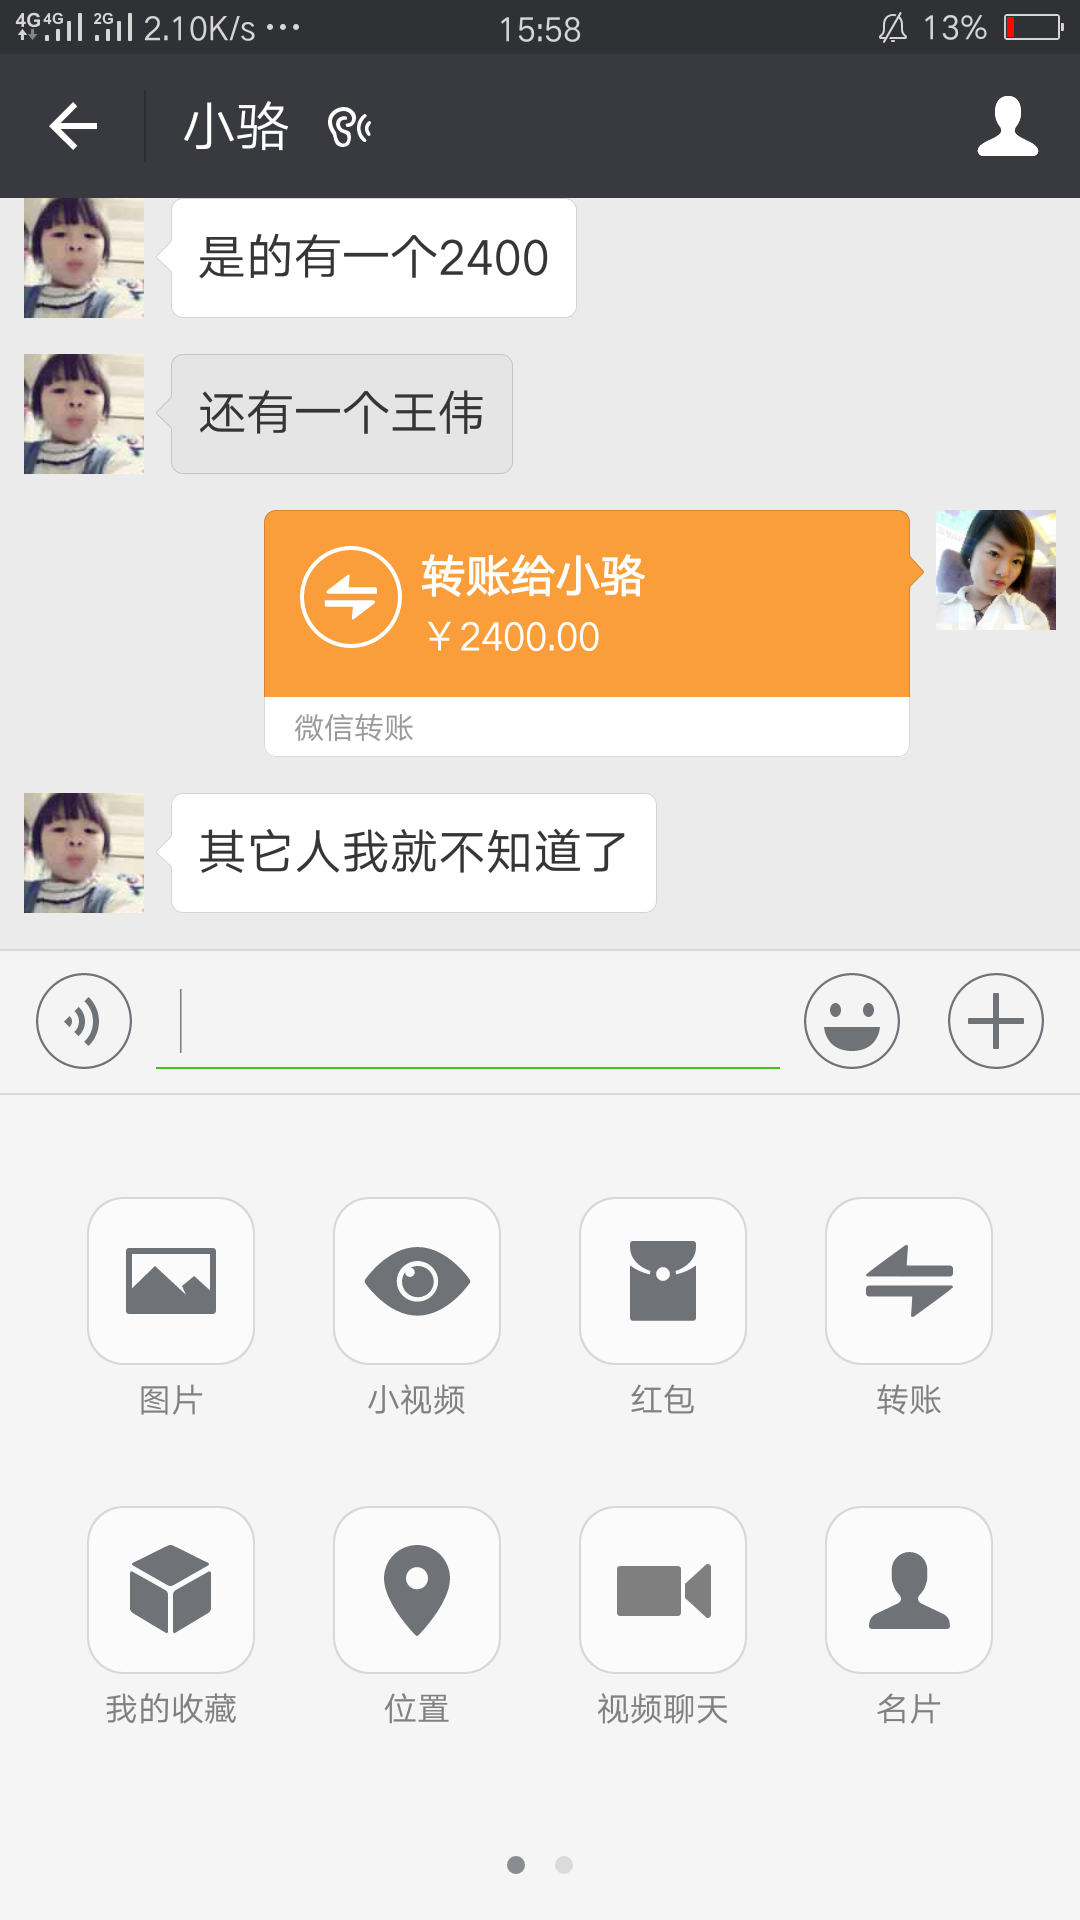 4G 4G 2G 2.10K/s ··· 15:58 13%
小骆
是的有一个2400
还有一个王伟
转账给小骆
￥2400.00
微信转账
其它人我就不知道了
图片 小视频 红包 转账
我的收藏 位置 视频聊天 名片